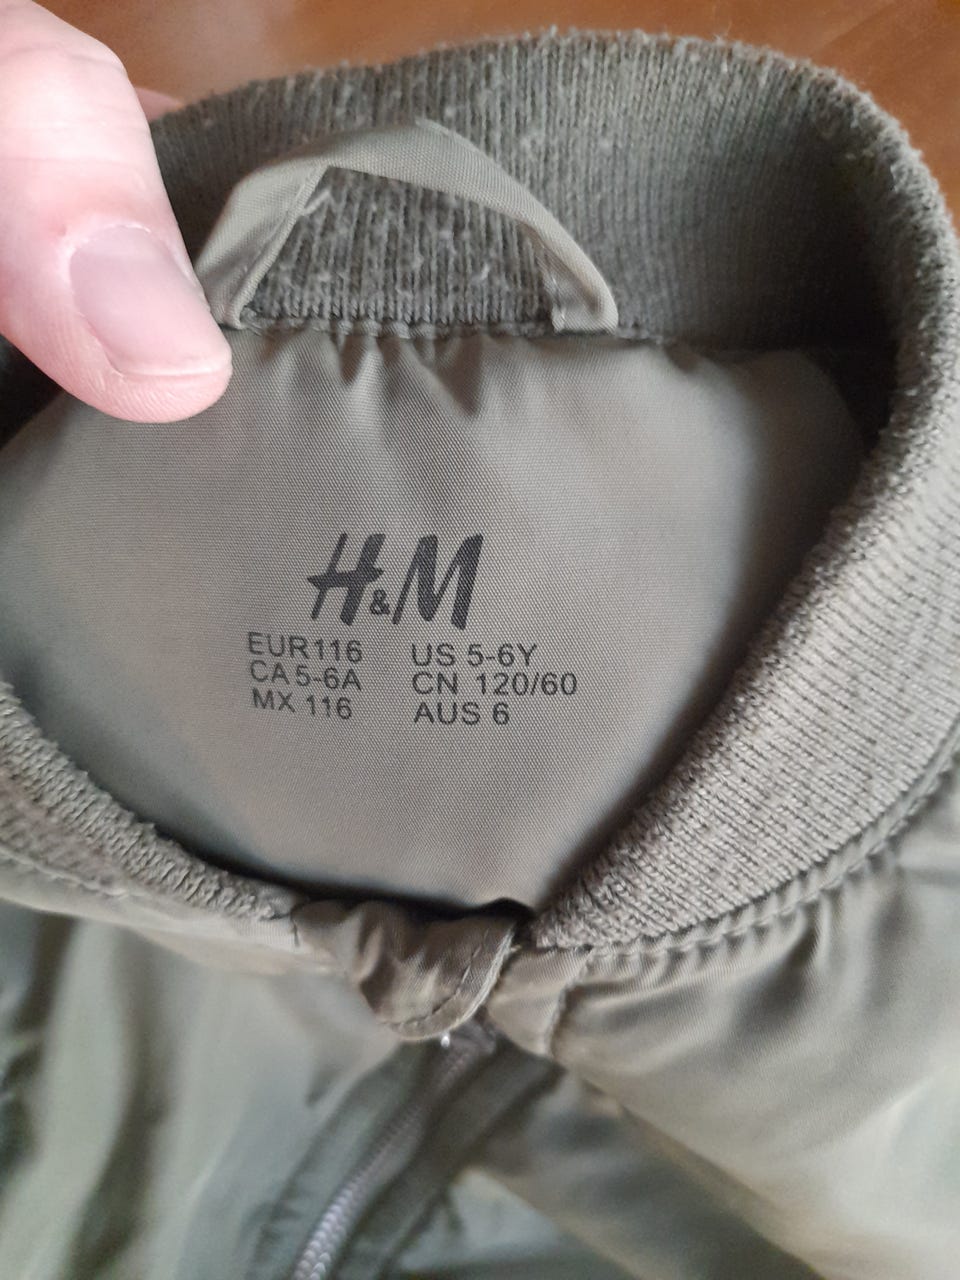 H&M
EUR116 US 5-6Y
CA 5-6A CN 120/60
MX 116 AUS 6